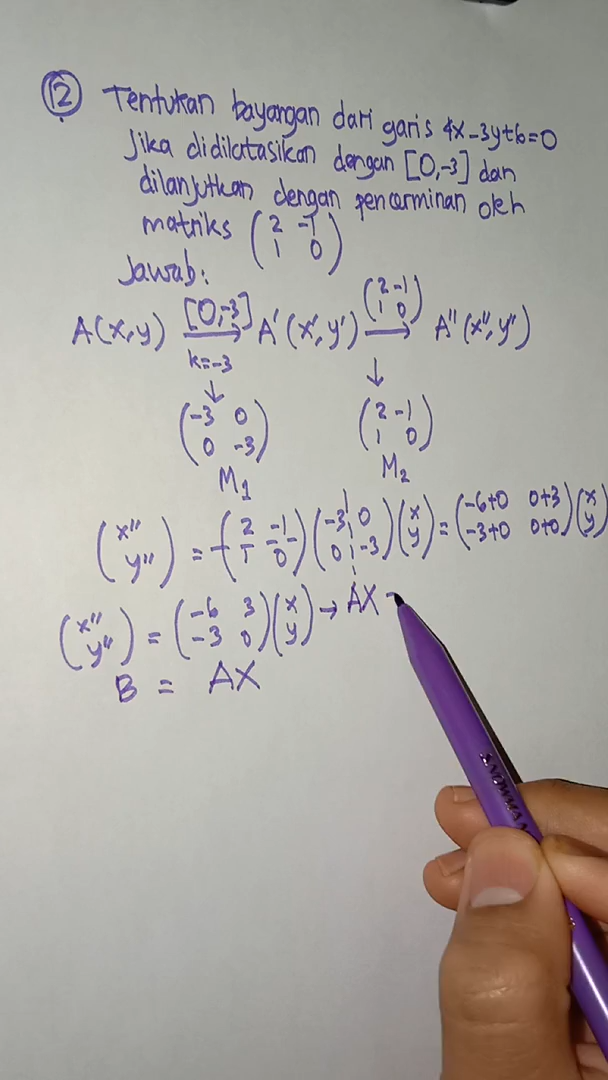 12 Tentukan bayangan dari garis 4x-3y+6=0
Jika didilatasikan dengan [0,-3] dan
dilanjutkan dengan pencerminan oleh
matriks (2 -1
1 0)
Jawab:
A(x,y) [0,-3] → k=-3 A'(x',y') (2 -1 1 0) → A''(x'',y'')
↓ ↓
(-3 0 (2 -1
0 -3) 1 0)
M₁ M₂
(x'' y'') = (2 -1 1 0)(-3 0 0 -3)(x y) = (-6+0 0+3 -3+0 0+0)(x y)
(x'' y'') = (-6 3 -3 0)(x y) → AX =
B = AX
SNOWMAN